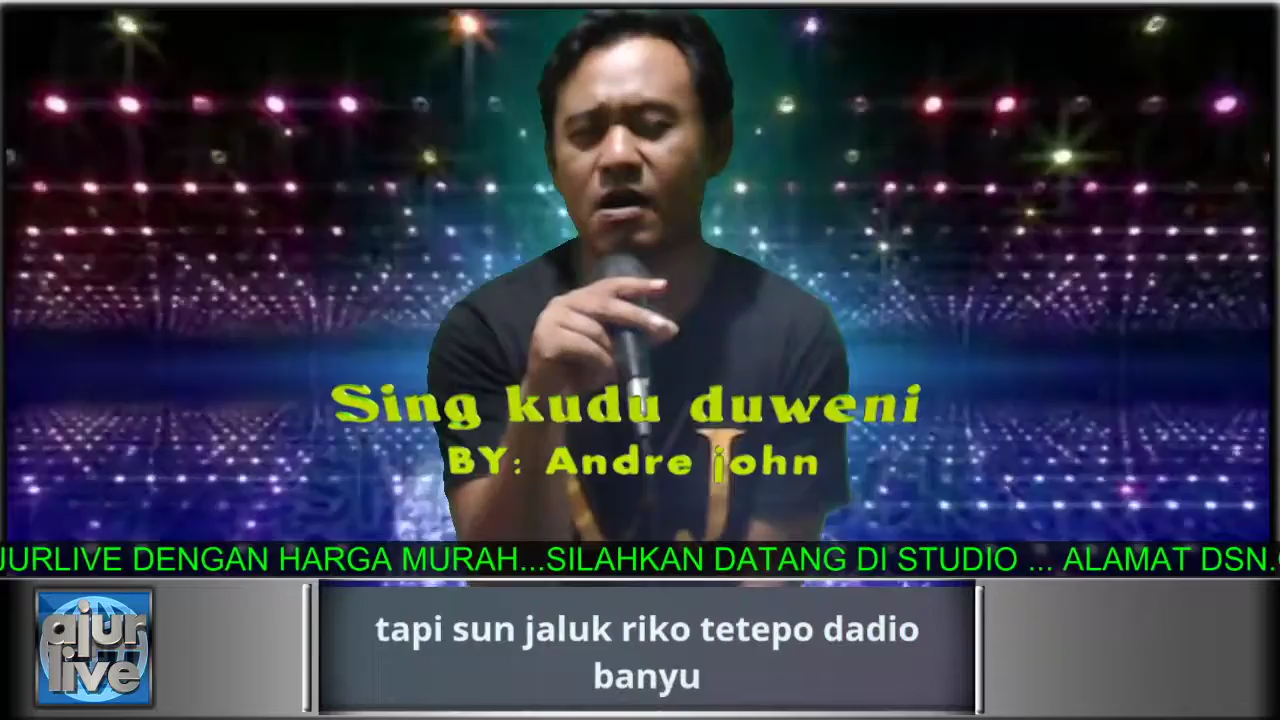 Sing kudu duweni
BY: Andre john
JURLIVE DENGAN HARGA MURAH...SILAHKAN DATANG DI STUDIO ... ALAMAT DSN.
ajur
live
tapi sun jaluk riko tetepo dadio
banyu